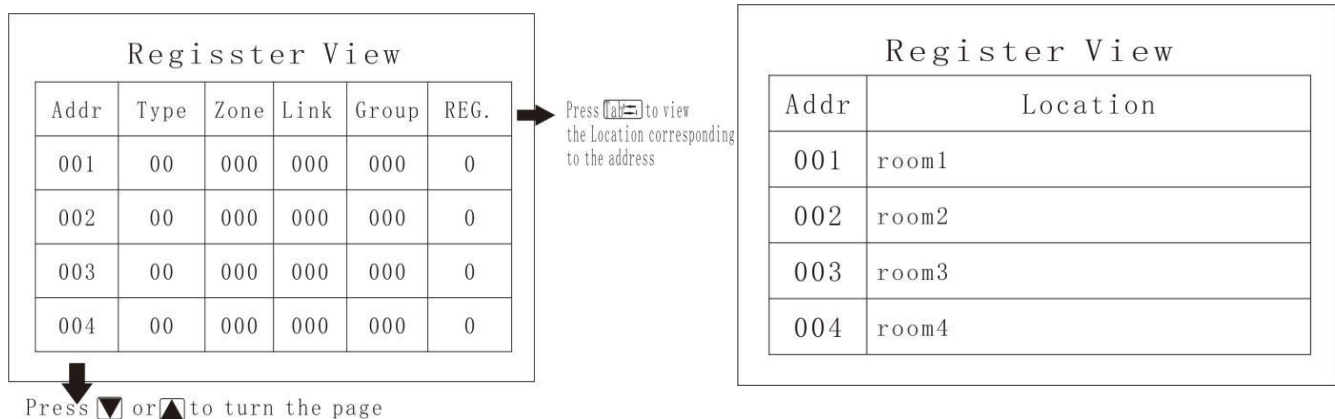 Regisster View
Addr Type Zone Link Group REG.
001 00 000 000 000 0
002 00 000 000 000 0
003 00 000 000 000 0
004 00 000 000 000 0
Press ▼ or ▲ to turn the page
Press Tab to view
the Location corresponding
to the address
Register View
Addr Location
001 room1
002 room2
003 room3
004 room4